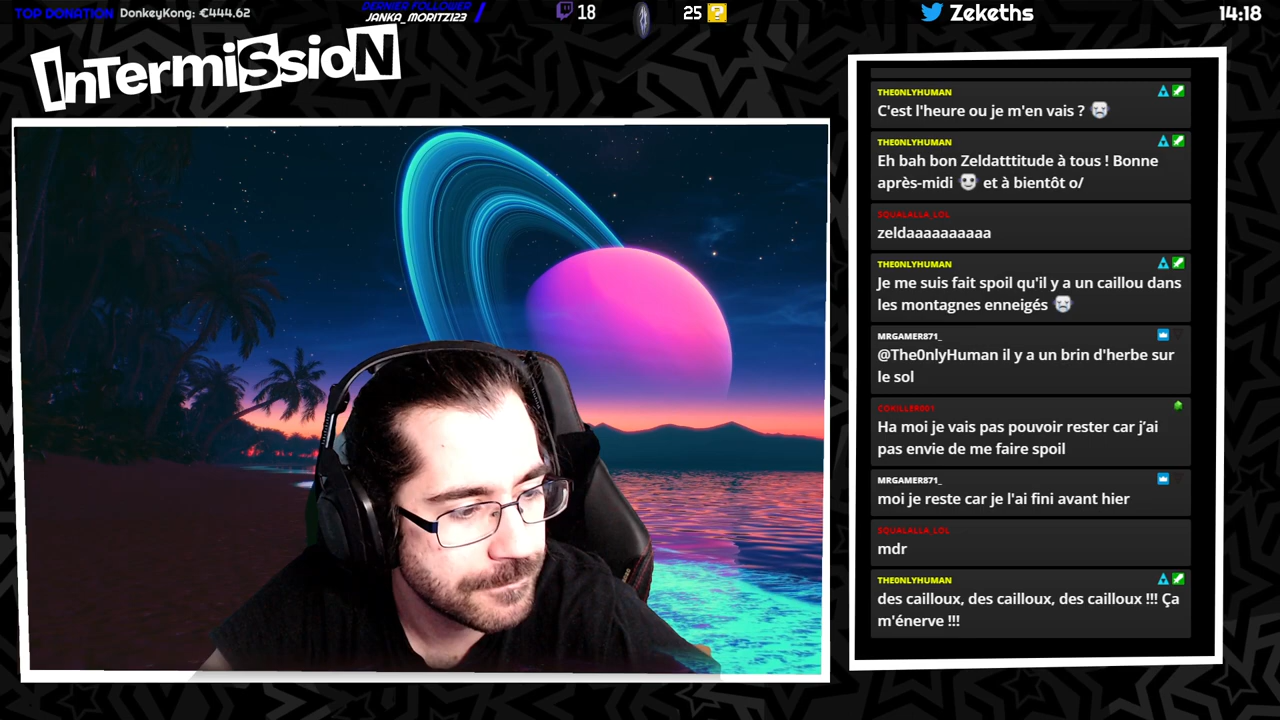 TOP DONATION DonkeyKong: €444.62
DERNIER FOLLOWER
JANKA_MORITZ123
18
25
?
Zekeths
14:18
InTermiSSioN
THE0NLYHUMAN
C'est l'heure ou je m'en vais ?
THE0NLYHUMAN
Eh bah bon Zeldatttitude à tous ! Bonne
après-midi et à bientôt o/
SQUALALLA_LOL
zeldaaaaaaaaaa
THE0NLYHUMAN
Je me suis fait spoil qu'il y a un caillou dans
les montagnes enneigés
MRGAMER871_
@The0nlyHuman il y a un brin d'herbe sur
le sol
COKILLER001
Ha moi je vais pas pouvoir rester car j'ai
pas envie de me faire spoil
MRGAMER871_
moi je reste car je l'ai fini avant hier
SQUALALLA_LOL
mdr
THE0NLYHUMAN
des cailloux, des cailloux, des cailloux !!! Ça
m'énerve !!!